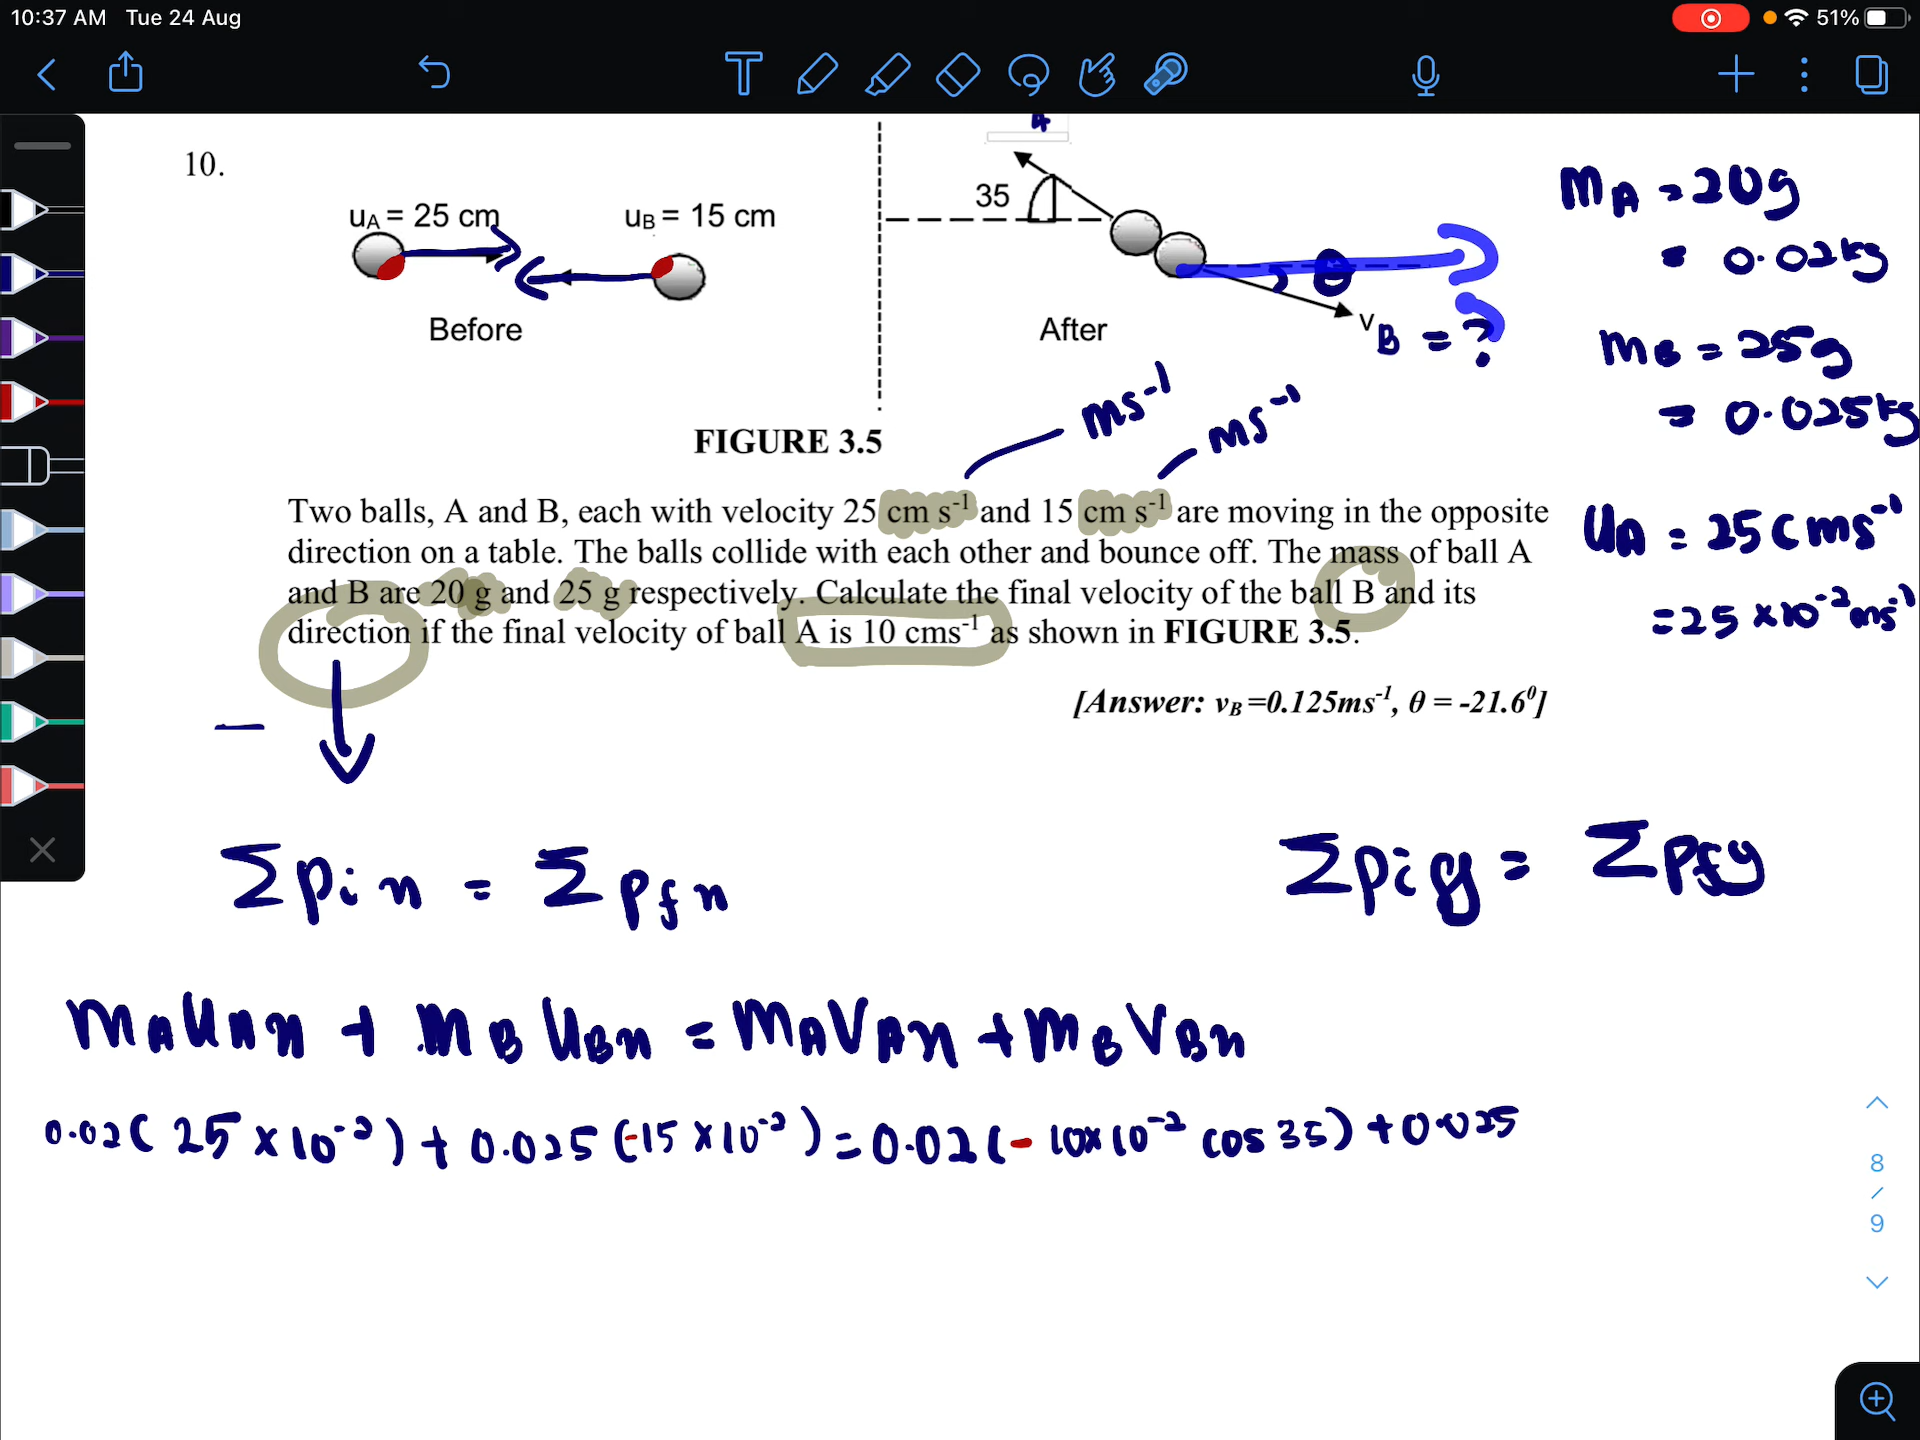 10:37 AM Tue 24 Aug
51%
10.
uA = 25 cm
uB = 15 cm
35
Before
After
θ
vB = ?
FIGURE 3.5
ms⁻¹
ms⁻¹
Two balls, A and B, each with velocity 25 cm s⁻¹ and 15 cm s⁻¹ are moving in the opposite
direction on a table. The balls collide with each other and bounce off. The mass of ball A
and B are 20 g and 25 g respectively. Calculate the final velocity of the ball B and its
direction if the final velocity of ball A is 10 cms⁻¹ as shown in FIGURE 3.5.
[Answer: vB =0.125ms⁻¹, θ = -21.6⁰]
mA = 20g
= 0.02kg
mB = 25g
= 0.025kg
uA = 25cms⁻¹
= 25 x10⁻² ms⁻¹
−
Σpix = Σpfx
Σpiy = Σpfy
mAuAx + mBuBx = mAvAx + mBvBx
0.02( 25 x 10⁻² ) + 0.025 (-15 x10⁻² ) = 0.02(- 10x10⁻² cos 35) + 0.025
8
/
9